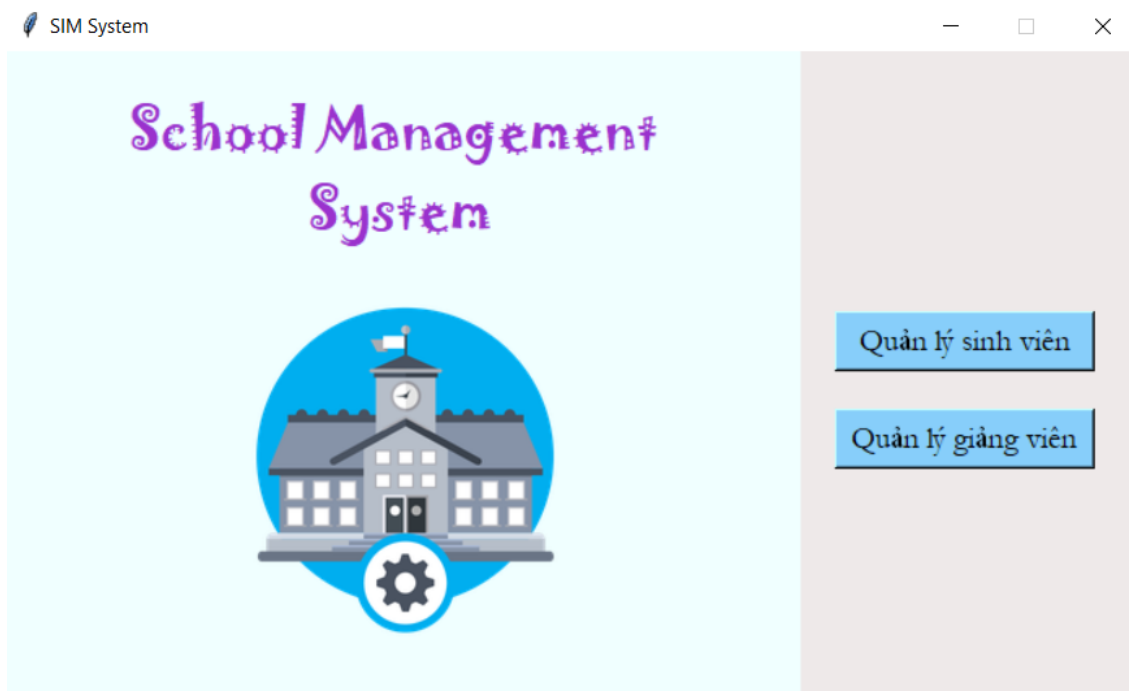 SIM System
School Management
System
Quản lý sinh viên
Quản lý giảng viên